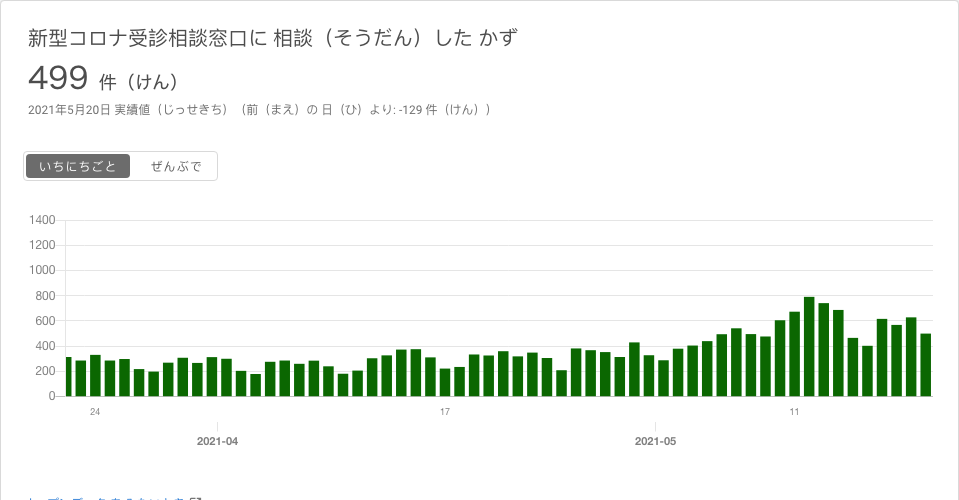 新型コロナ受診相談窓口に 相談（そうだん）した かず
499 件（けん）
2021年5月20日 実績値（じっせきち）（前（まえ）の 日（ひ）より: -129 件（けん））
いちにちごと ぜんぶで
1400
1200
1000
800
600
400
200
0
24 17 11
2021-04 2021-05